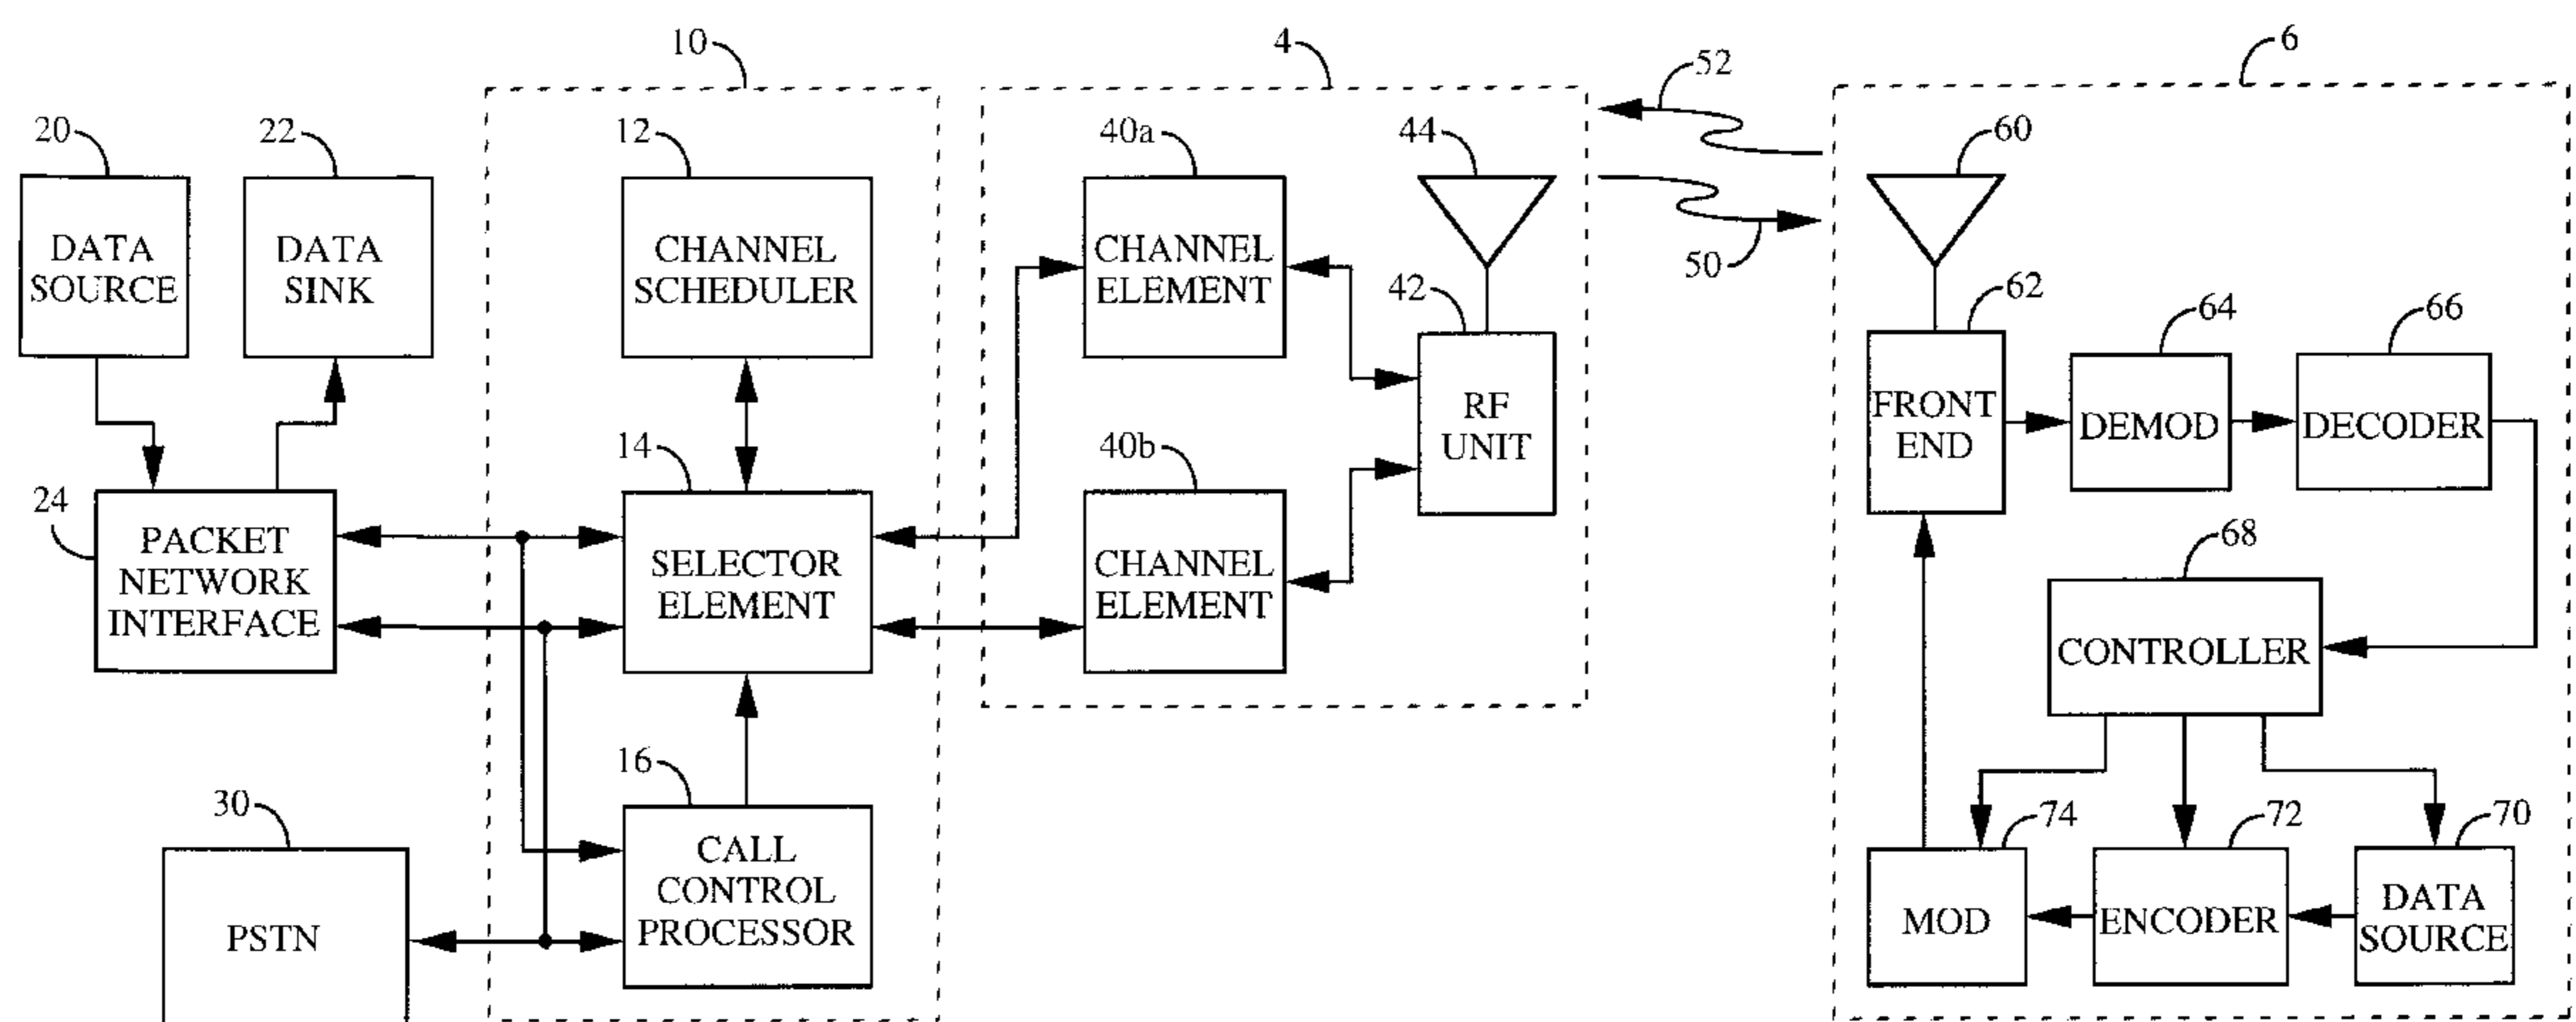 10
4
52
6
20
22
12
40a
44
60
DATA
SOURCE
DATA
SINK
CHANNEL
SCHEDULER
CHANNEL
ELEMENT
50
42
62
64
66
RF
UNIT
FRONT
END
DEMOD
DECODER
14
40b
24
PACKET
NETWORK
INTERFACE
SELECTOR
ELEMENT
CHANNEL
ELEMENT
68
CONTROLLER
16
30
74
72
70
CALL
CONTROL
PROCESSOR
PSTN
MOD
ENCODER
DATA
SOURCE